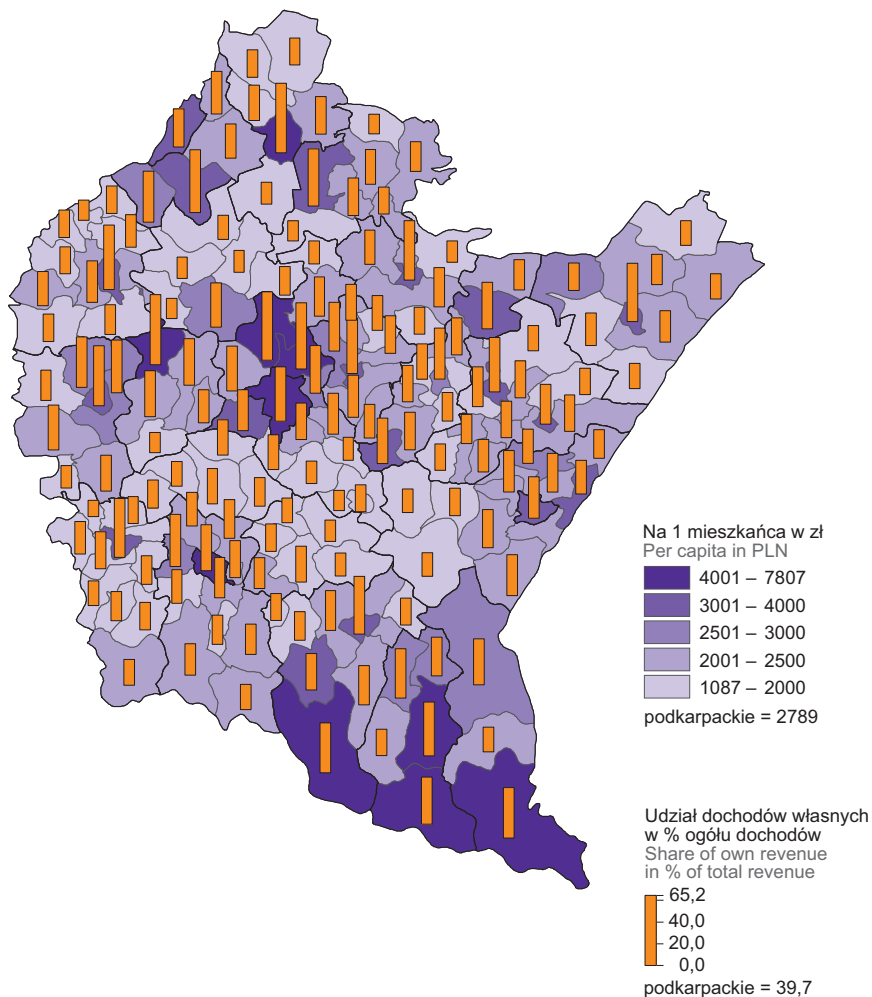 Na 1 mieszkańca w zł
Per capita in PLN
4001 – 7807
3001 – 4000
2501 – 3000
2001 – 2500
1087 – 2000
podkarpackie = 2789
Udział dochodów własnych
w % ogółu dochodów
Share of own revenue
in % of total revenue
65,2
40,0
20,0
0,0
podkarpackie = 39,7